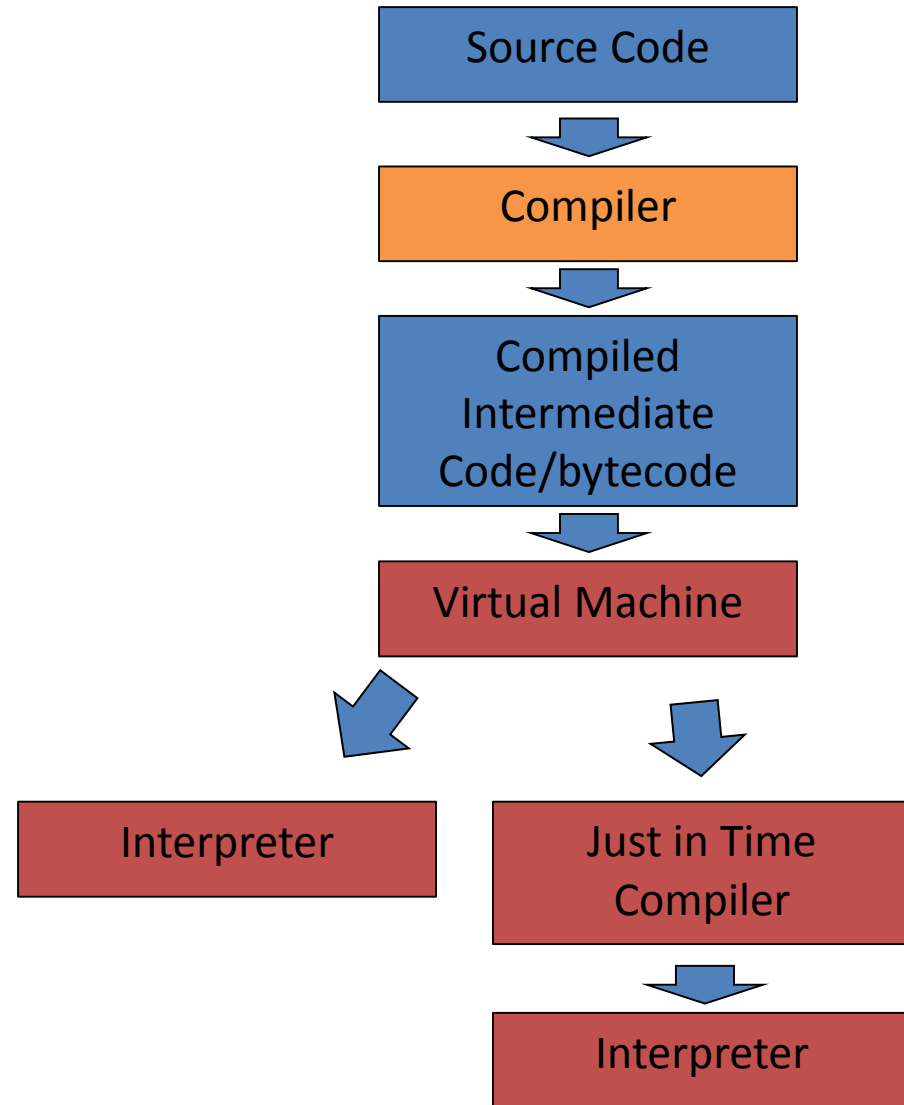 Source Code
Compiler
Compiled
Intermediate
Code/bytecode
Virtual Machine
Interpreter
Just in Time
Compiler
Interpreter